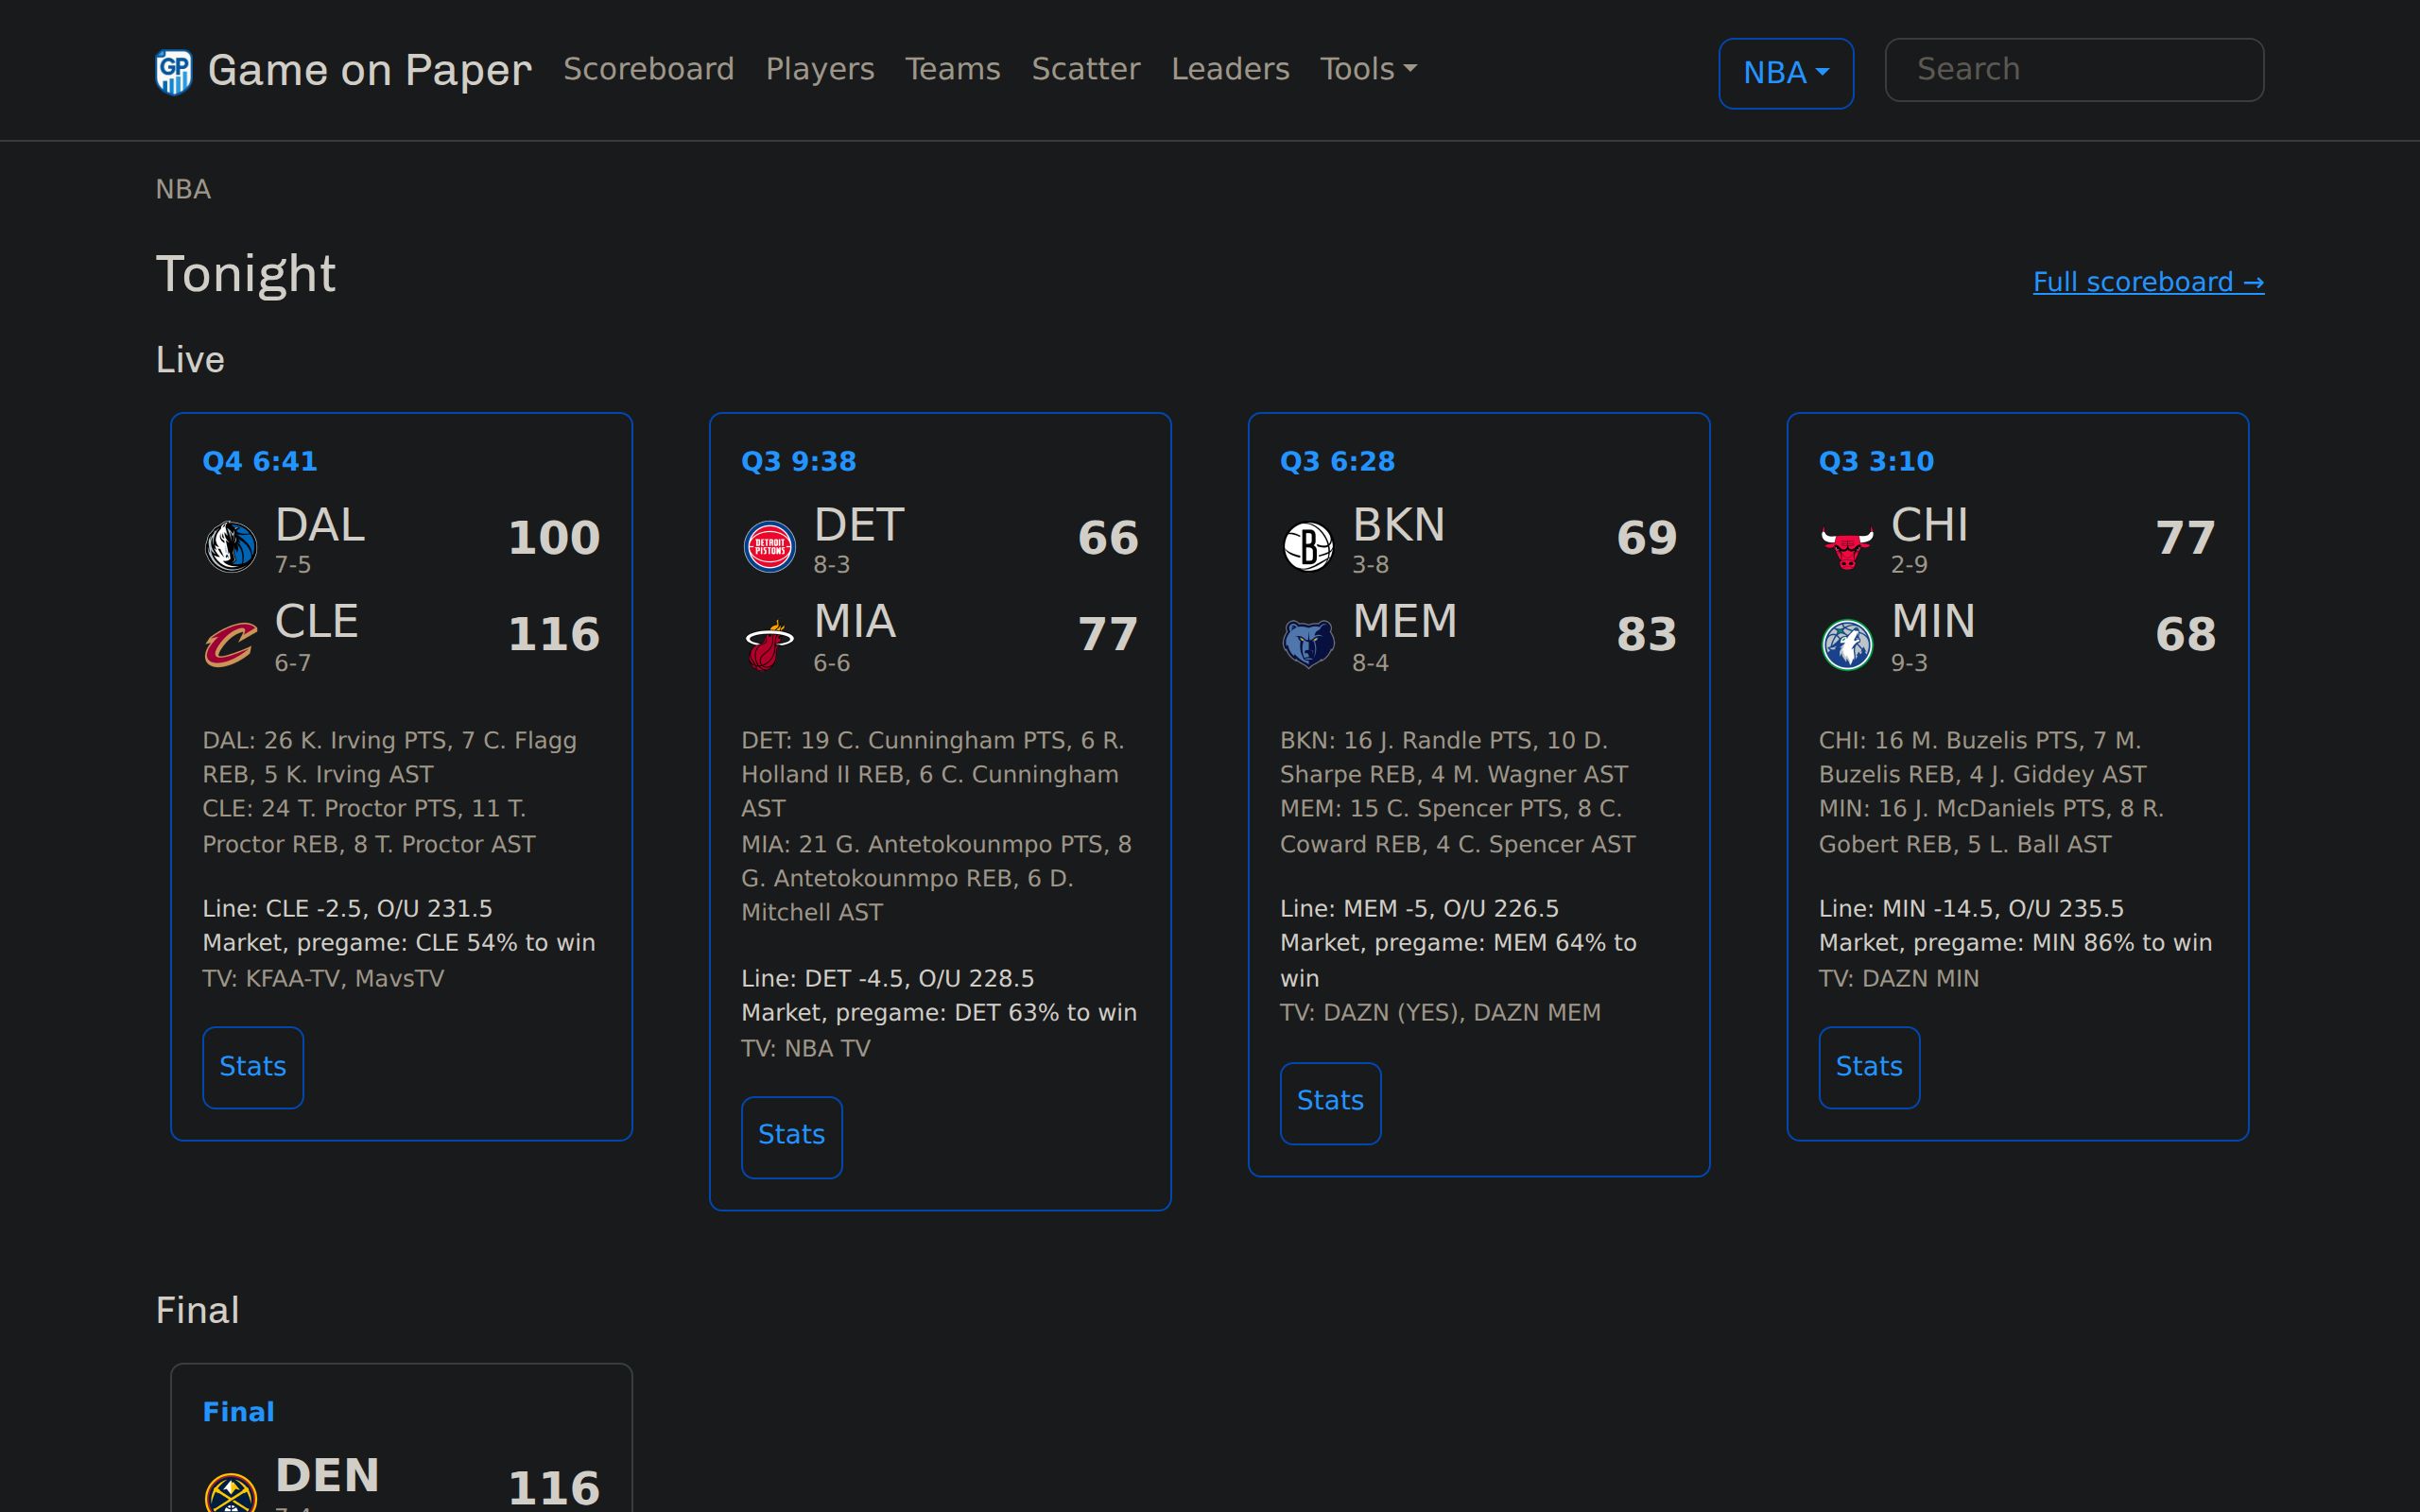 GP Game on Paper Scoreboard Players Teams Scatter Leaders Tools NBA Search
NBA
Tonight
Full scoreboard →
Live
Q4 6:41
DAL 100
7-5
CLE 116
6-7
DAL: 26 K. Irving PTS, 7 C. Flagg
REB, 5 K. Irving AST
CLE: 24 T. Proctor PTS, 11 T.
Proctor REB, 8 T. Proctor AST
Line: CLE -2.5, O/U 231.5
Market, pregame: CLE 54% to win
TV: KFAA-TV, MavsTV
Stats
Q3 9:38
DETROIT
PISTONS
DET 66
8-3
MIA 77
6-6
DET: 19 C. Cunningham PTS, 6 R.
Holland II REB, 6 C. Cunningham
AST
MIA: 21 G. Antetokounmpo PTS, 8
G. Antetokounmpo REB, 6 D.
Mitchell AST
Line: DET -4.5, O/U 228.5
Market, pregame: DET 63% to win
TV: NBA TV
Stats
Q3 6:28
B
BKN 69
3-8
MEM 83
8-4
BKN: 16 J. Randle PTS, 10 D.
Sharpe REB, 4 M. Wagner AST
MEM: 15 C. Spencer PTS, 8 C.
Coward REB, 4 C. Spencer AST
Line: MEM -5, O/U 226.5
Market, pregame: MEM 64% to
win
TV: DAZN (YES), DAZN MEM
Stats
Q3 3:10
CHI 77
2-9
MIN 68
9-3
CHI: 16 M. Buzelis PTS, 7 M.
Buzelis REB, 4 J. Giddey AST
MIN: 16 J. McDaniels PTS, 8 R.
Gobert REB, 5 L. Ball AST
Line: MIN -14.5, O/U 235.5
Market, pregame: MIN 86% to win
TV: DAZN MIN
Stats
Final
Final
DEN 116